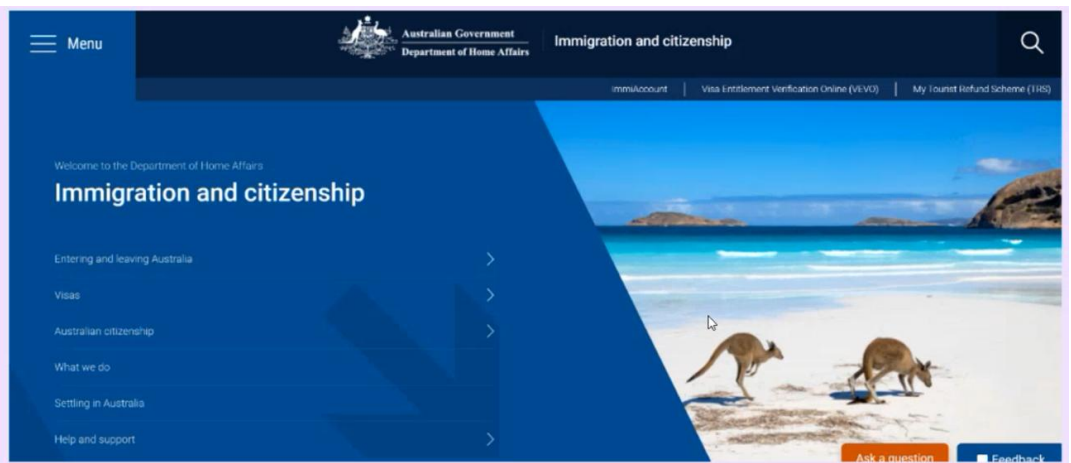 Menu
Australian Government
Department of Home Affairs
Immigration and citizenship
ImmiAccount
Visa Entitlement Verification Online (VEVO)
My Tourist Refund Scheme (TRS)
Welcome to the Department of Home Affairs
Immigration and citizenship
Entering and leaving Australia
Visas
Australian citizenship
What we do
Settling in Australia
Help and support
Ask a question
Feedback